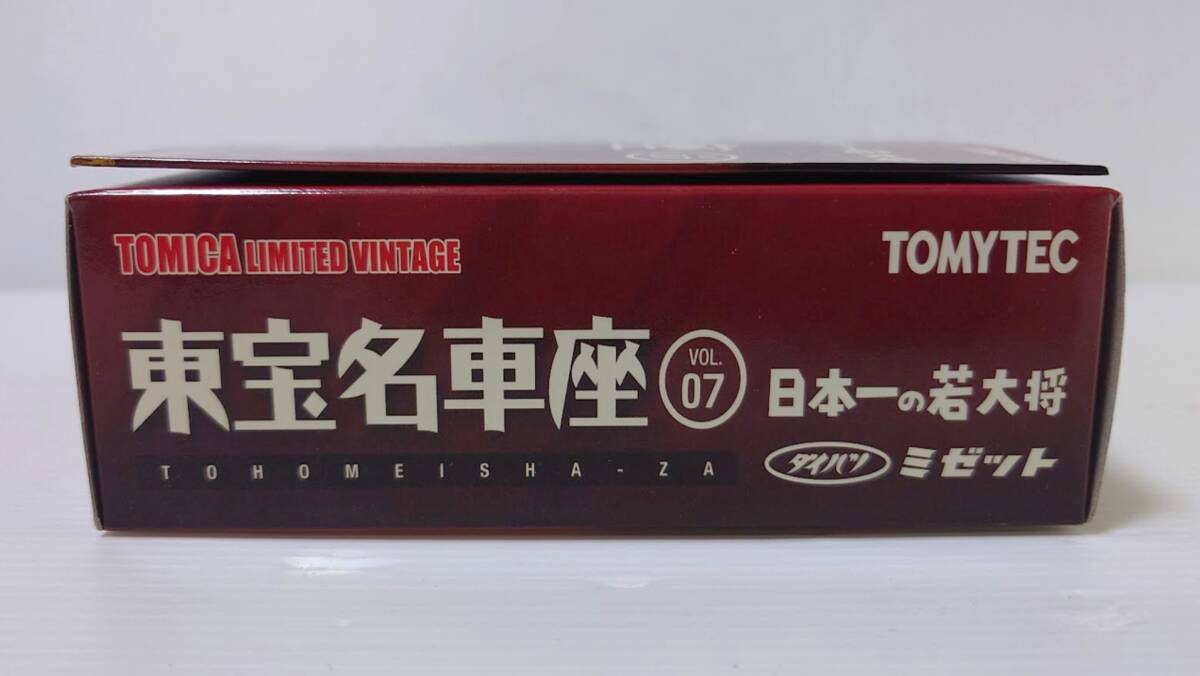 TOMICA LIMITED VINTAGE
TOMYTEC
東宝名車座
VOL.
07
日本一の若大将
TOHOMEISHA-ZA
ダイハツ ミゼット